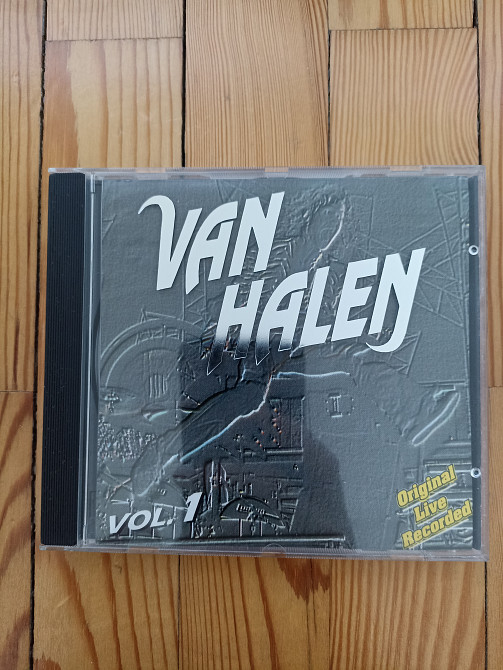 VAN
HALEN
VOL. 1
Original
Live
Recorded